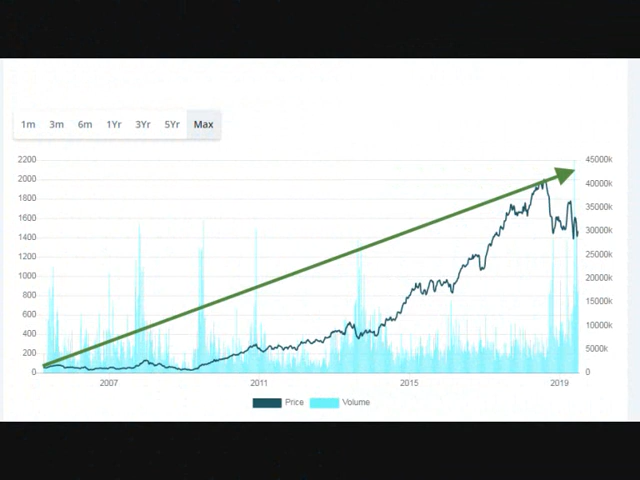 1m 3m 6m 1Yr 3Yr 5Yr Max
2200 45000k
2000 40000k
1800 35000k
1600 30000k
1400 25000k
1200 20000k
1000 15000k
800 10000k
600 5000k
400 0
200
0
2007 2011 2015 2019
Price Volume